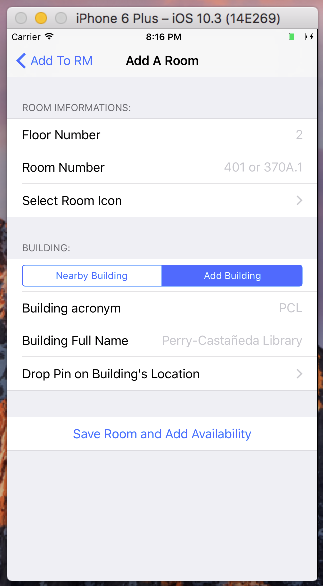 iPhone 6 Plus – iOS 10.3 (14E269)
Carrier 8:16 PM
Add To RM Add A Room
ROOM IMFORMATIONS:
Floor Number 2
Room Number 401 or 370A.1
Select Room Icon
BUILDING:
Nearby Building Add Building
Building acronym PCL
Building Full Name Perry-Castañeda Library
Drop Pin on Building's Location
Save Room and Add Availability